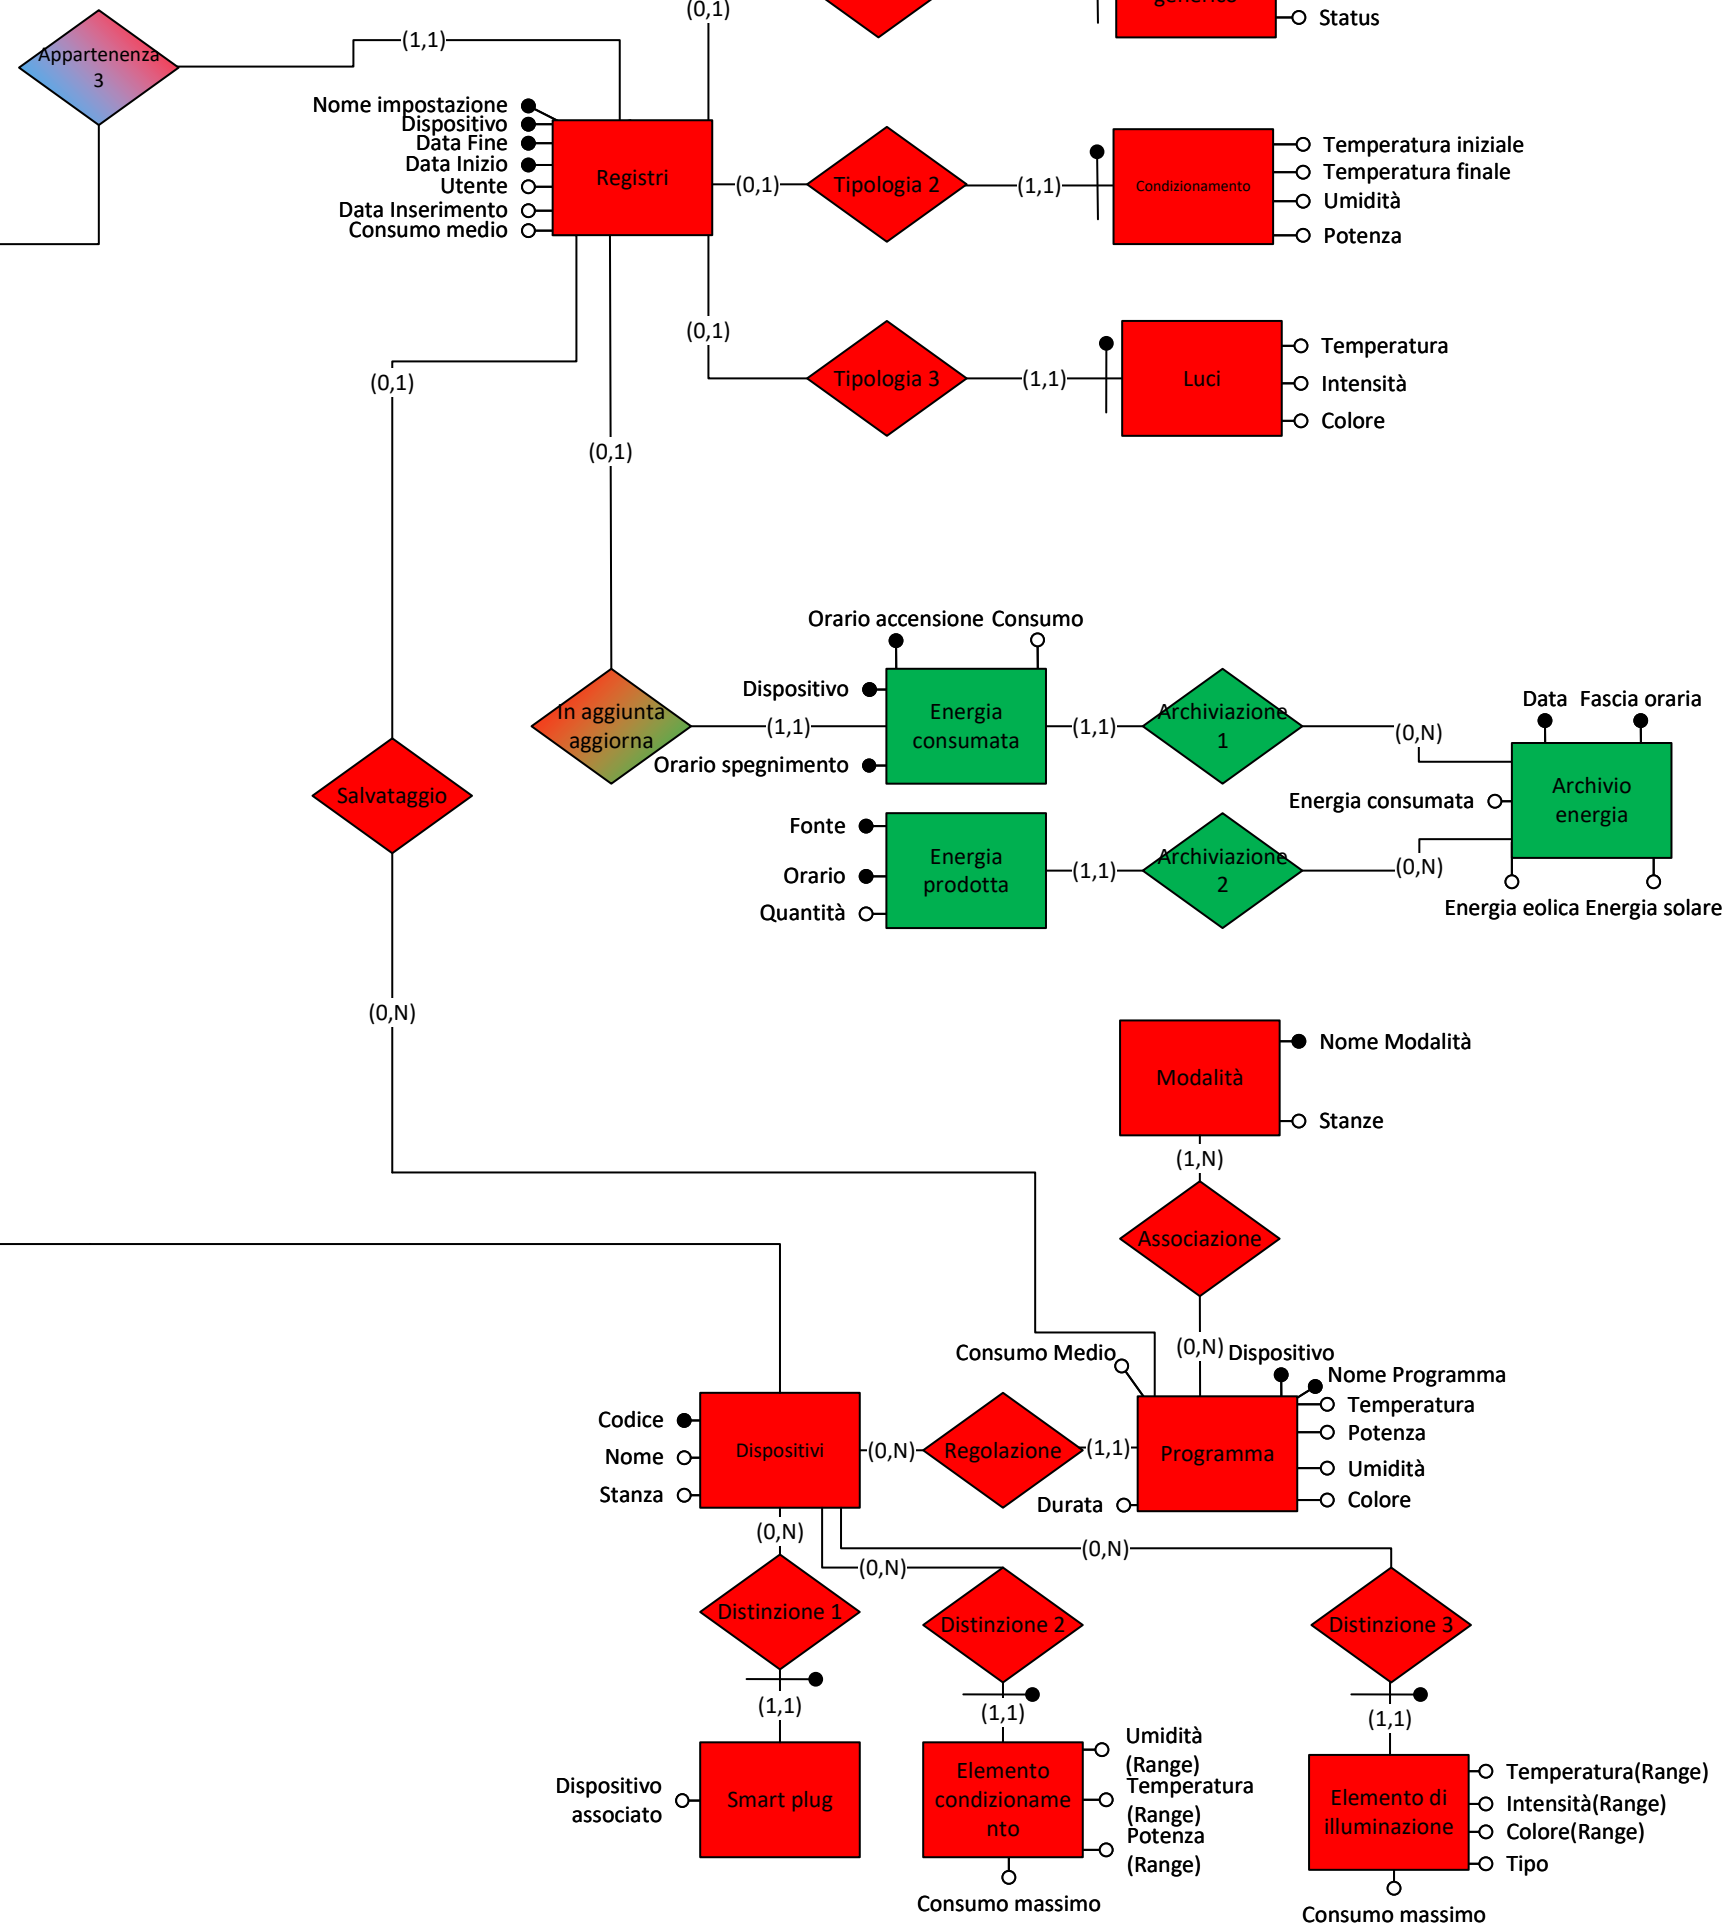 (0,1)
generico
Status
Appartenenza
3
(1,1)
Nome impostazione
Dispositivo
Data Fine
Data Inizio
Utente
Data Inserimento
Consumo medio
Registri
(0,1)
Tipologia 2
(1,1)
Condizionamento
Temperatura iniziale
Temperatura finale
Umidità
Potenza
(0,1)
Tipologia 3
(1,1)
Luci
Temperatura
Intensità
Colore
(0,1)
(0,1)
Orario accensione
Consumo
Dispositivo
Orario spegnimento
In aggiunta
aggiorna
(1,1)
Energia
consumata
(1,1)
Archiviazione
1
(0,N)
Data
Fascia oraria
Archivio
energia
Energia consumata
Energia eolica
Energia solare
Salvataggio
Fonte
Orario
Quantità
Energia
prodotta
(1,1)
Archiviazione
2
(0,N)
(0,N)
Modalità
Nome Modalità
Stanze
(1,N)
Associazione
(0,N)
Consumo Medio
Dispositivo
Nome Programma
Temperatura
Potenza
Umidità
Colore
Codice
Nome
Stanza
Dispositivi
(0,N)
Regolazione
(1,1)
Programma
Durata
(0,N)
(0,N)
(0,N)
Distinzione 1
Distinzione 2
Distinzione 3
(1,1)
(1,1)
(1,1)
Dispositivo
associato
Smart plug
Elemento
condizioname
nto
Umidità
(Range)
Temperatura
(Range)
Potenza
(Range)
Consumo massimo
Elemento di
illuminazione
Temperatura(Range)
Intensità(Range)
Colore(Range)
Tipo
Consumo massimo